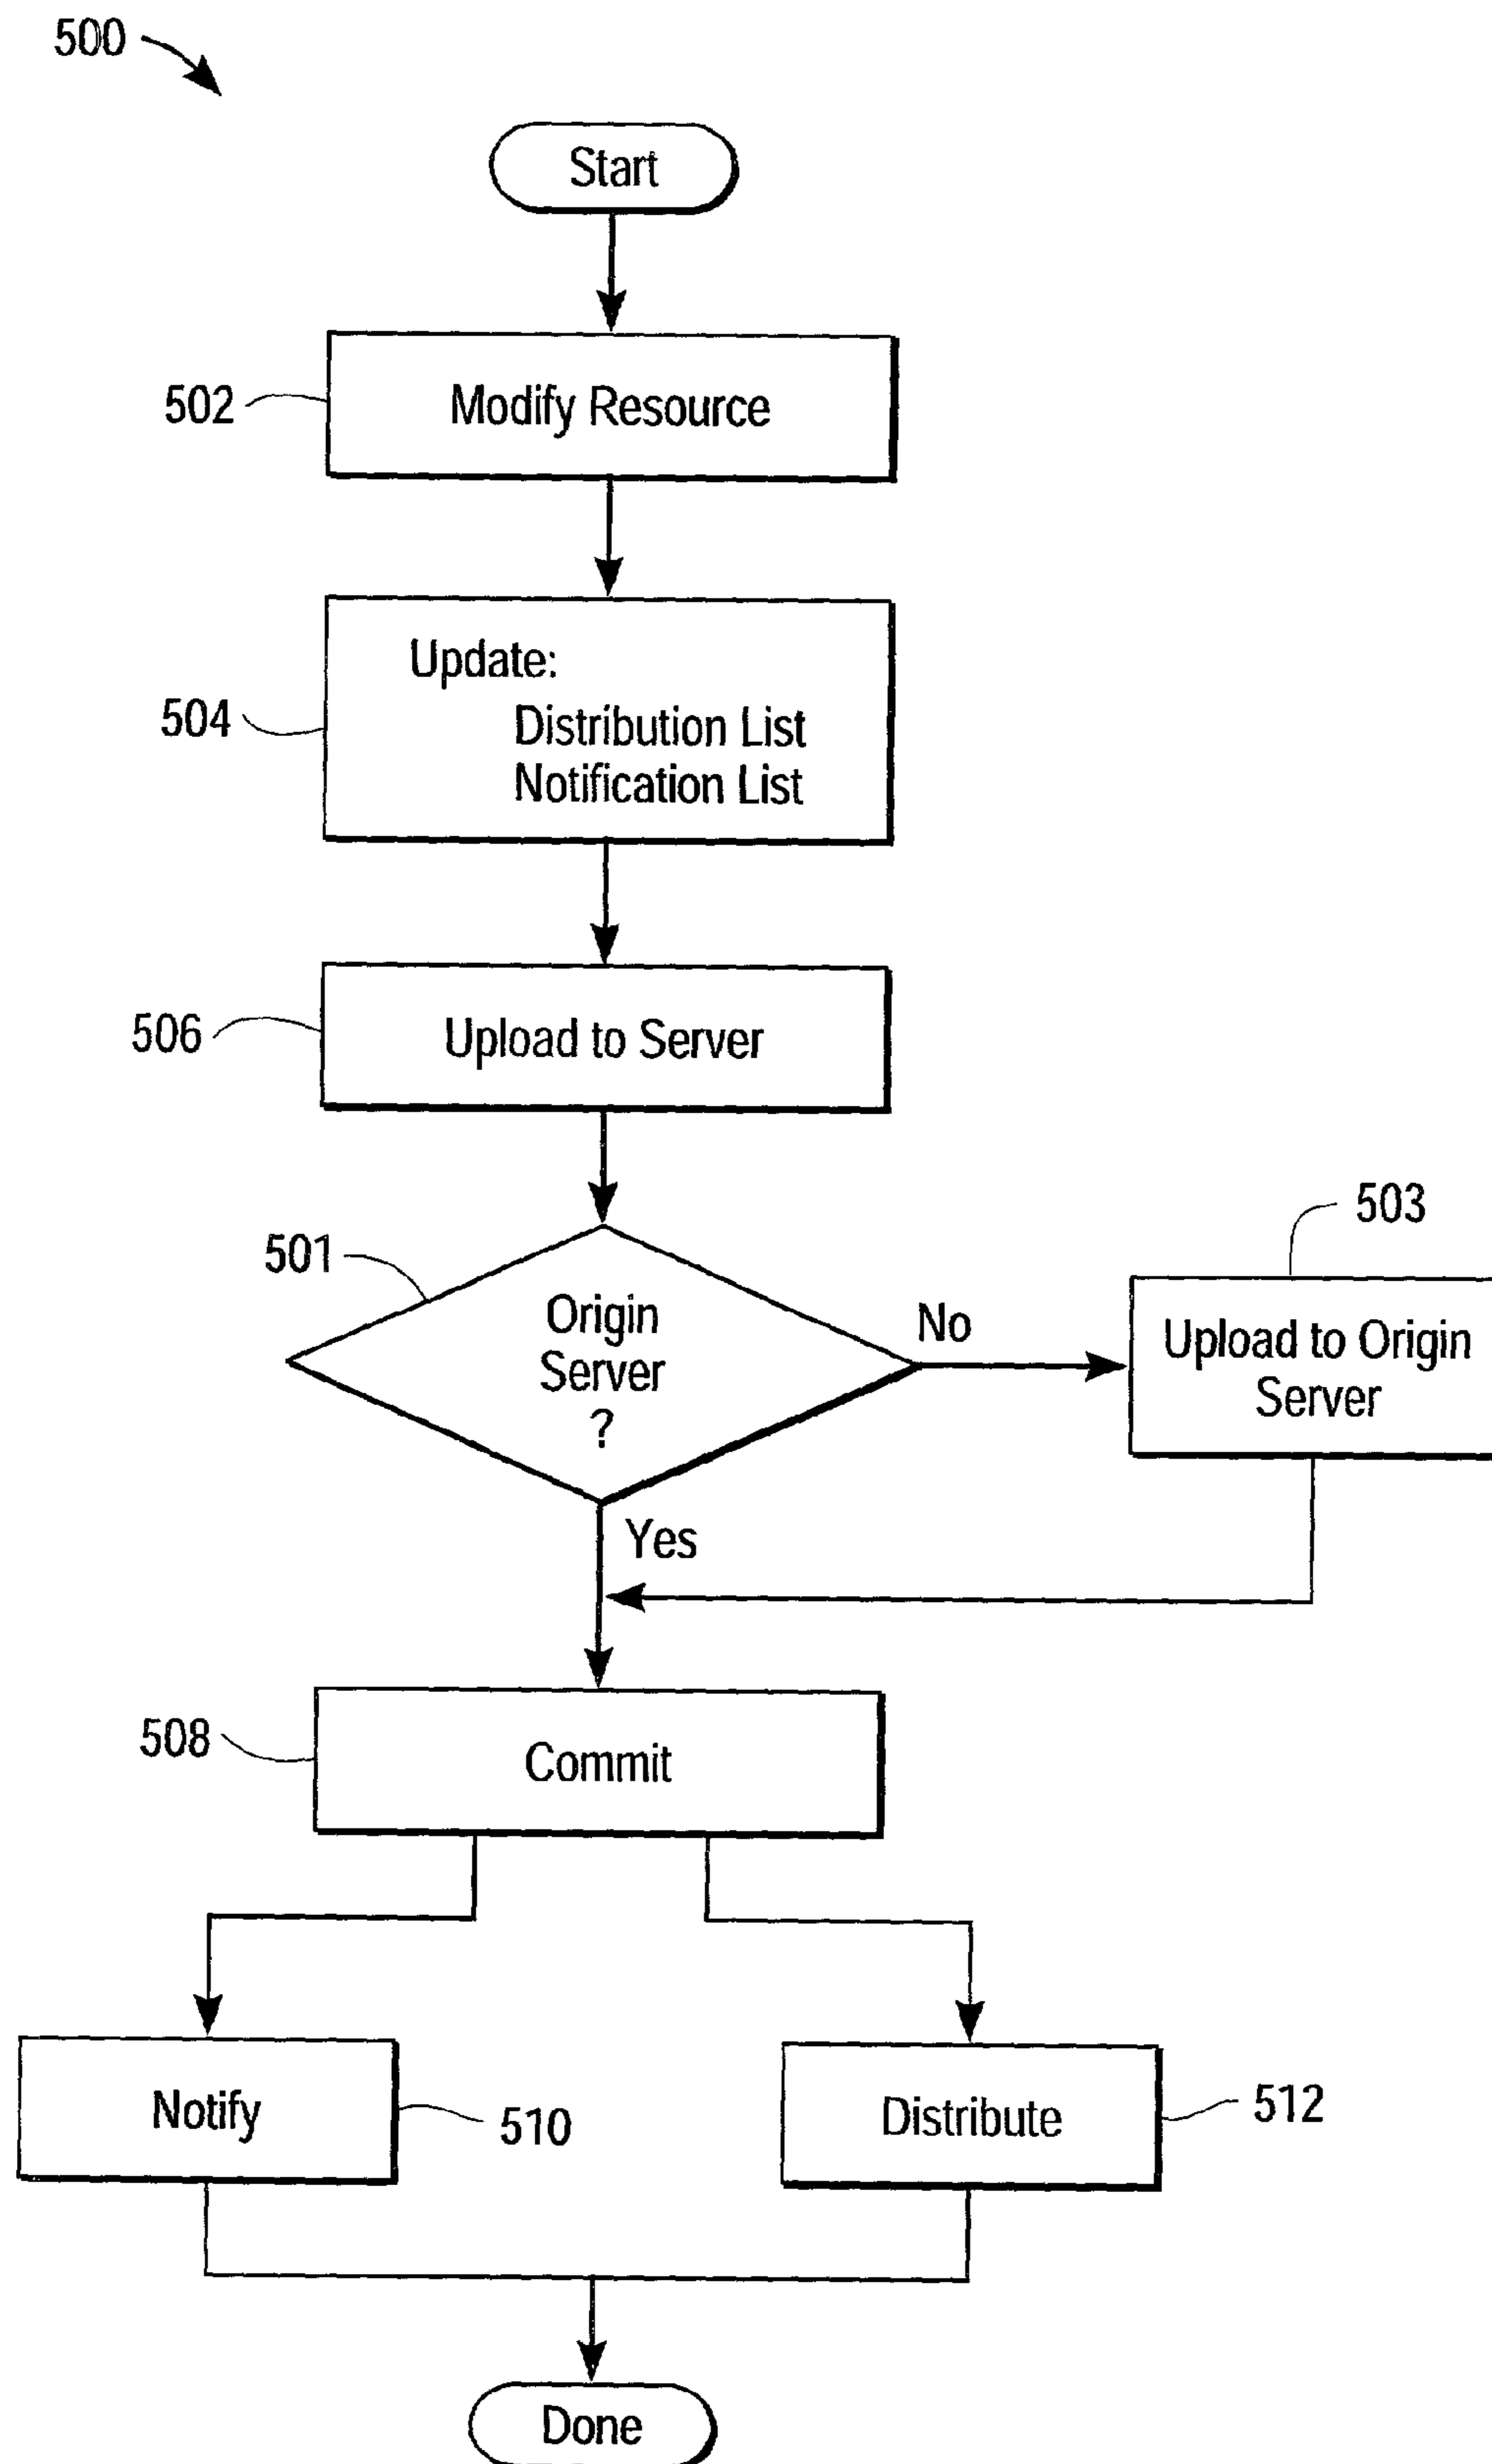 500
Start
502
Modify Resource
504
Update:
Distribution List
Notification List
506
Upload to Server
501
Origin
Server
?
No
503
Upload to Origin
Server
Yes
508
Commit
Notify
510
Distribute
512
Done